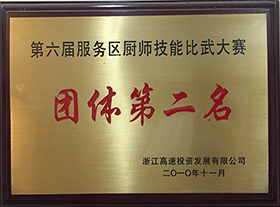 第六届服务区厨师技能比武大赛
团体第二名
浙江高速投资发展有限公司
二〇一〇年十一月